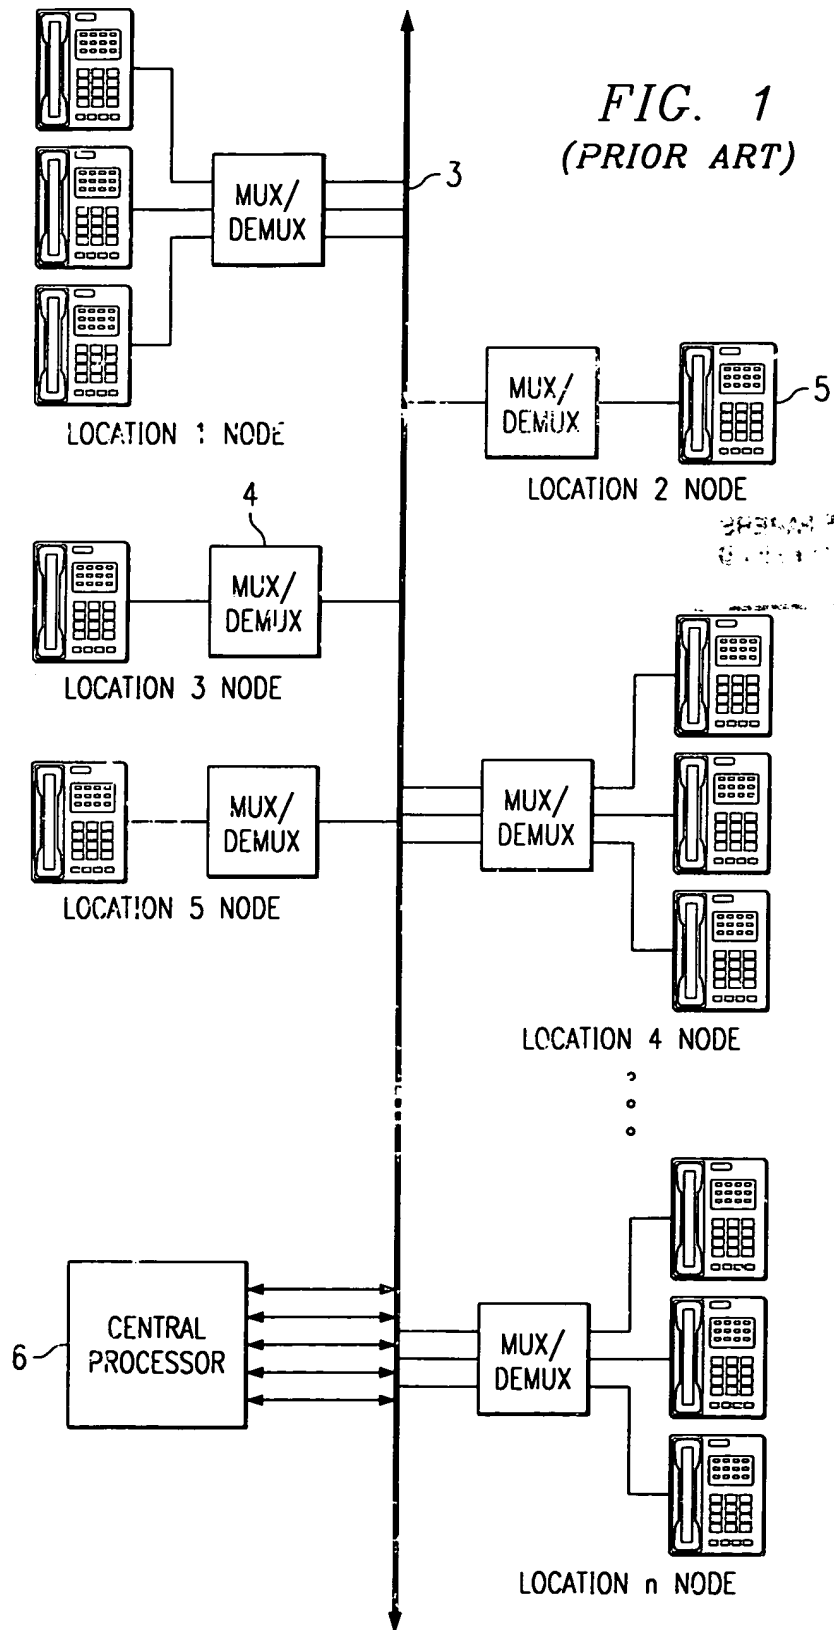 FIG. 1
(PRIOR ART)
3
MUX/
DEMUX
LOCATION 1 NODE
MUX/
DEMUX
5
LOCATION 2 NODE
4
MUX/
DEMUX
LOCATION 3 NODE
MUX/
DEMUX
LOCATION 5 NODE
MUX/
DEMUX
LOCATION 4 NODE
6
CENTRAL
PROCESSOR
MUX/
DEMUX
LOCATION n NODE